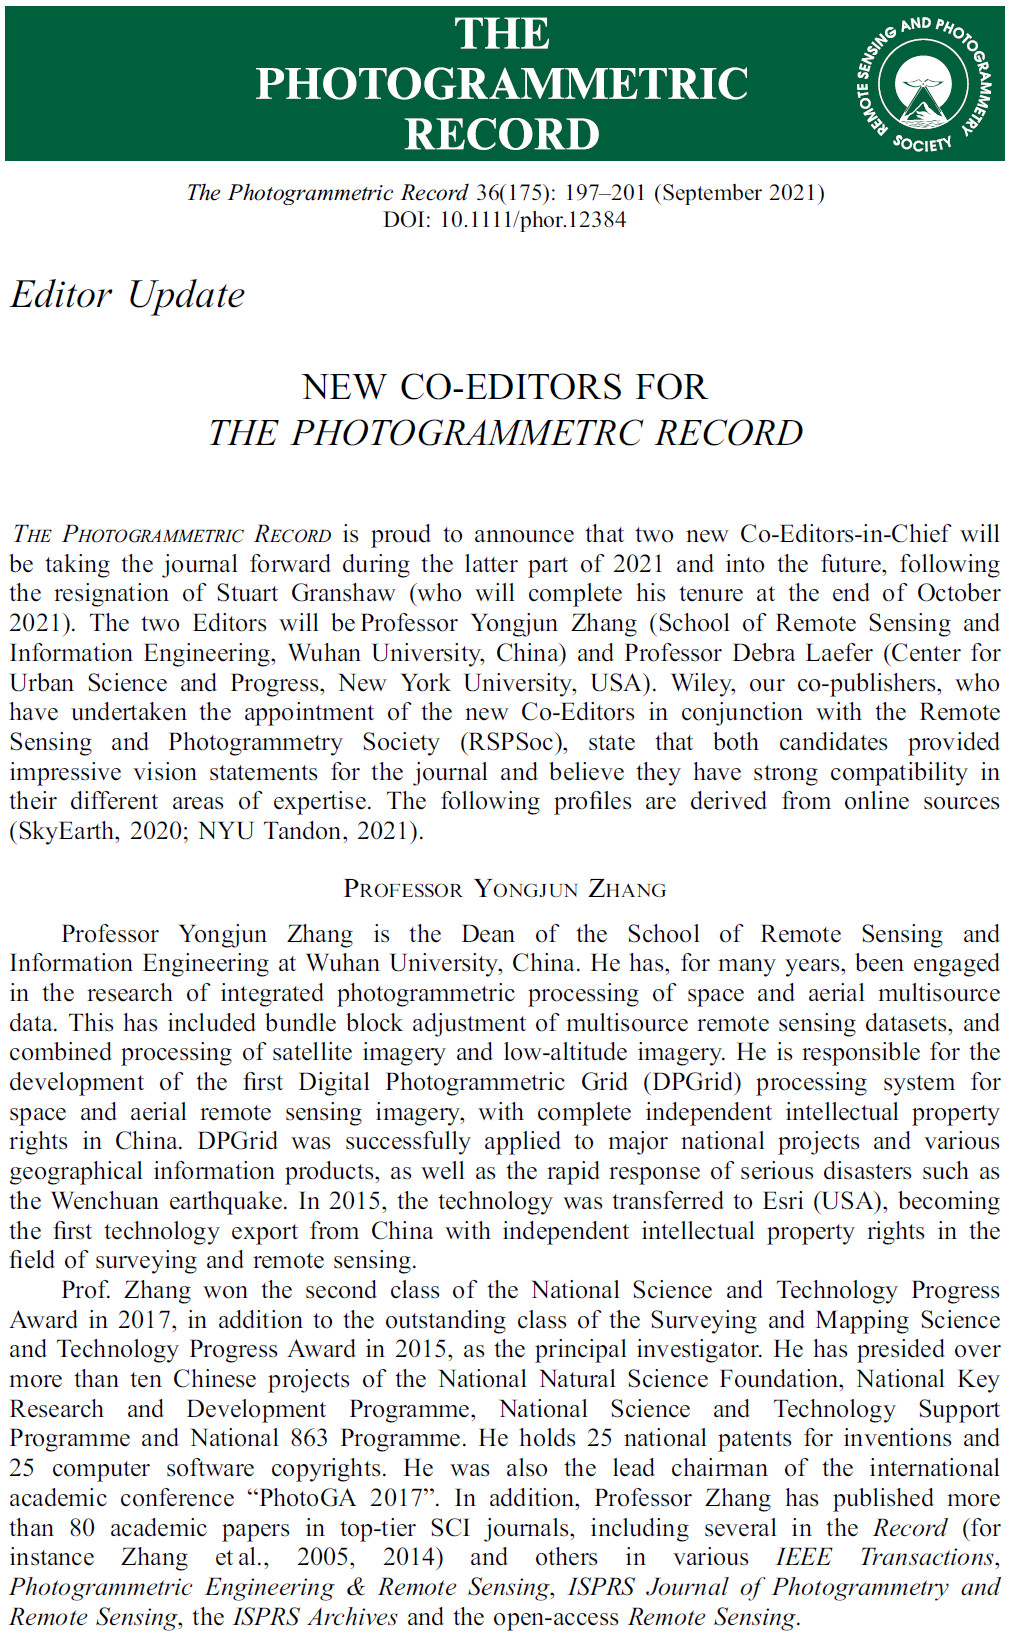 THE
PHOTOGRAMMETRIC
RECORD
REMOTE SENSING AND PHOTOGRAMMETRY
SOCIETY
The Photogrammetric Record 36(175): 197–201 (September 2021)
DOI: 10.1111/phor.12384
Editor Update
NEW CO-EDITORS FOR
THE PHOTOGRAMMETRC RECORD
THE PHOTOGRAMMETRIC RECORD is proud to announce that two new Co-Editors-in-Chief will
be taking the journal forward during the latter part of 2021 and into the future, following
the resignation of Stuart Granshaw (who will complete his tenure at the end of October
2021). The two Editors will be Professor Yongjun Zhang (School of Remote Sensing and
Information Engineering, Wuhan University, China) and Professor Debra Laefer (Center for
Urban Science and Progress, New York University, USA). Wiley, our co-publishers, who
have undertaken the appointment of the new Co-Editors in conjunction with the Remote
Sensing and Photogrammetry Society (RSPSoc), state that both candidates provided
impressive vision statements for the journal and believe they have strong compatibility in
their different areas of expertise. The following profiles are derived from online sources
(SkyEarth, 2020; NYU Tandon, 2021).
PROFESSOR YONGJUN ZHANG
Professor Yongjun Zhang is the Dean of the School of Remote Sensing and
Information Engineering at Wuhan University, China. He has, for many years, been engaged
in the research of integrated photogrammetric processing of space and aerial multisource
data. This has included bundle block adjustment of multisource remote sensing datasets, and
combined processing of satellite imagery and low-altitude imagery. He is responsible for the
development of the first Digital Photogrammetric Grid (DPGrid) processing system for
space and aerial remote sensing imagery, with complete independent intellectual property
rights in China. DPGrid was successfully applied to major national projects and various
geographical information products, as well as the rapid response of serious disasters such as
the Wenchuan earthquake. In 2015, the technology was transferred to Esri (USA), becoming
the first technology export from China with independent intellectual property rights in the
field of surveying and remote sensing.
Prof. Zhang won the second class of the National Science and Technology Progress
Award in 2017, in addition to the outstanding class of the Surveying and Mapping Science
and Technology Progress Award in 2015, as the principal investigator. He has presided over
more than ten Chinese projects of the National Natural Science Foundation, National Key
Research and Development Programme, National Science and Technology Support
Programme and National 863 Programme. He holds 25 national patents for inventions and
25 computer software copyrights. He was also the lead chairman of the international
academic conference “PhotoGA 2017”. In addition, Professor Zhang has published more
than 80 academic papers in top-tier SCI journals, including several in the Record (for
instance Zhang et al., 2005, 2014) and others in various IEEE Transactions,
Photogrammetric Engineering & Remote Sensing, ISPRS Journal of Photogrammetry and
Remote Sensing, the ISPRS Archives and the open-access Remote Sensing.